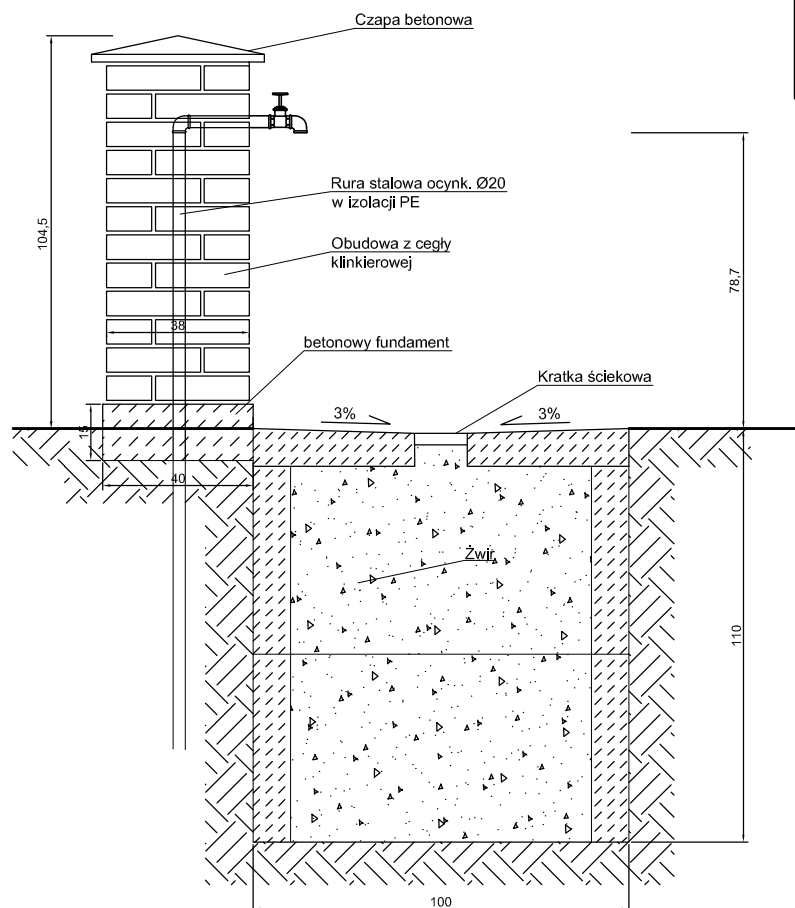 Czapa betonowa
104,5
Rura stalowa ocynk. Ø20
w izolacji PE
Obudowa z cegły
klinkierowej
78,7
38
betonowy fundament
Kratka ściekowa
3%
3%
15
40
Żwir
110
100